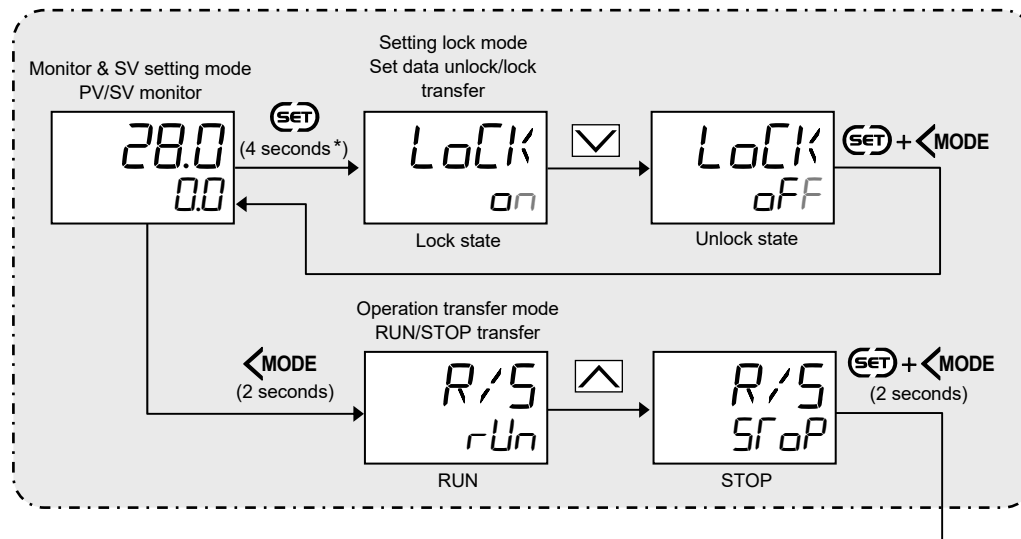 Setting lock mode
Set data unlock/lock
transfer
Monitor & SV setting mode
PV/SV monitor
SET
(4 seconds*)
28.0
0.0
LoCK
on
LoCK
oFF
SET + <MODE
Lock state
Unlock state
Operation transfer mode
RUN/STOP transfer
<MODE
(2 seconds)
R/S
rUn
R/S
SToP
SET + <MODE
(2 seconds)
RUN
STOP